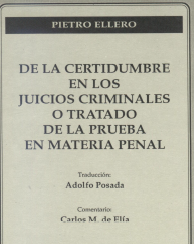 PIETRO ELLERO
DE LA CERTIDUMBRE
EN LOS
JUICIOS CRIMINALES
O TRATADO
DE LA PRUEBA
EN MATERIA PENAL
Traducción:
Adolfo Posada
Comentario:
Carlos M. de Elía